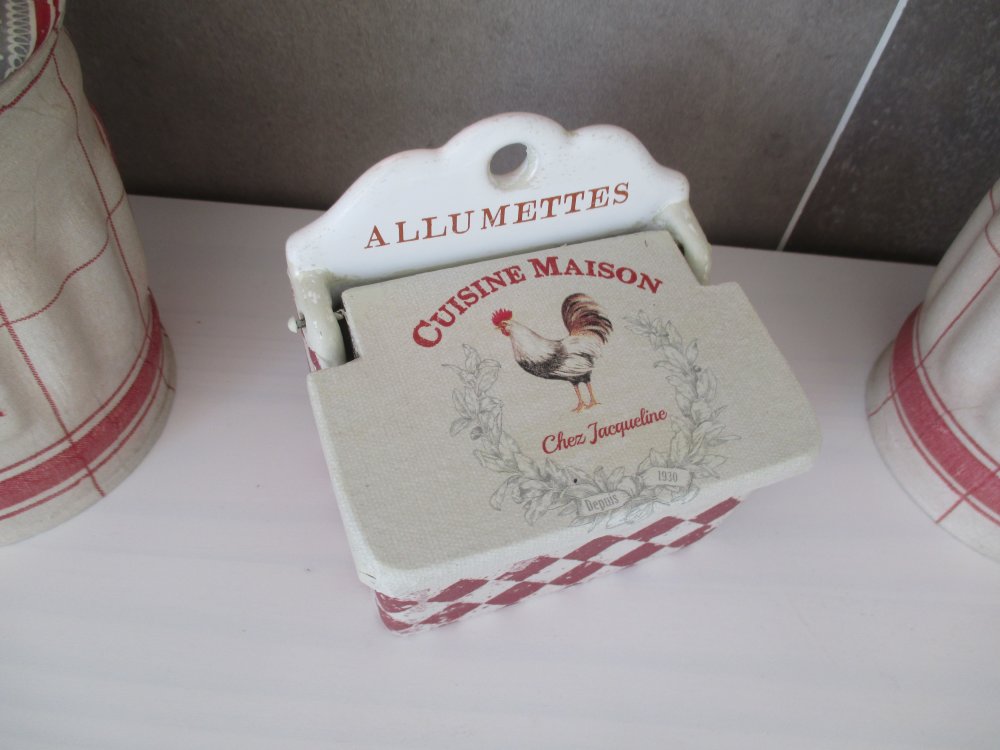 ALLUMETTES
CUISINE MAISON
Chez Jacqueline
Depuis 1930